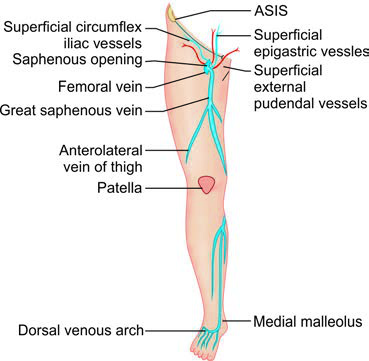 ASIS
Superficial circumflex
iliac vessels
Saphenous opening
Femoral vein
Great saphenous vein
Anterolateral
vein of thigh
Patella
Dorsal venous arch
Superficial
epigastric vessles
Superficial
external
pudendal vessels
Medial malleolus